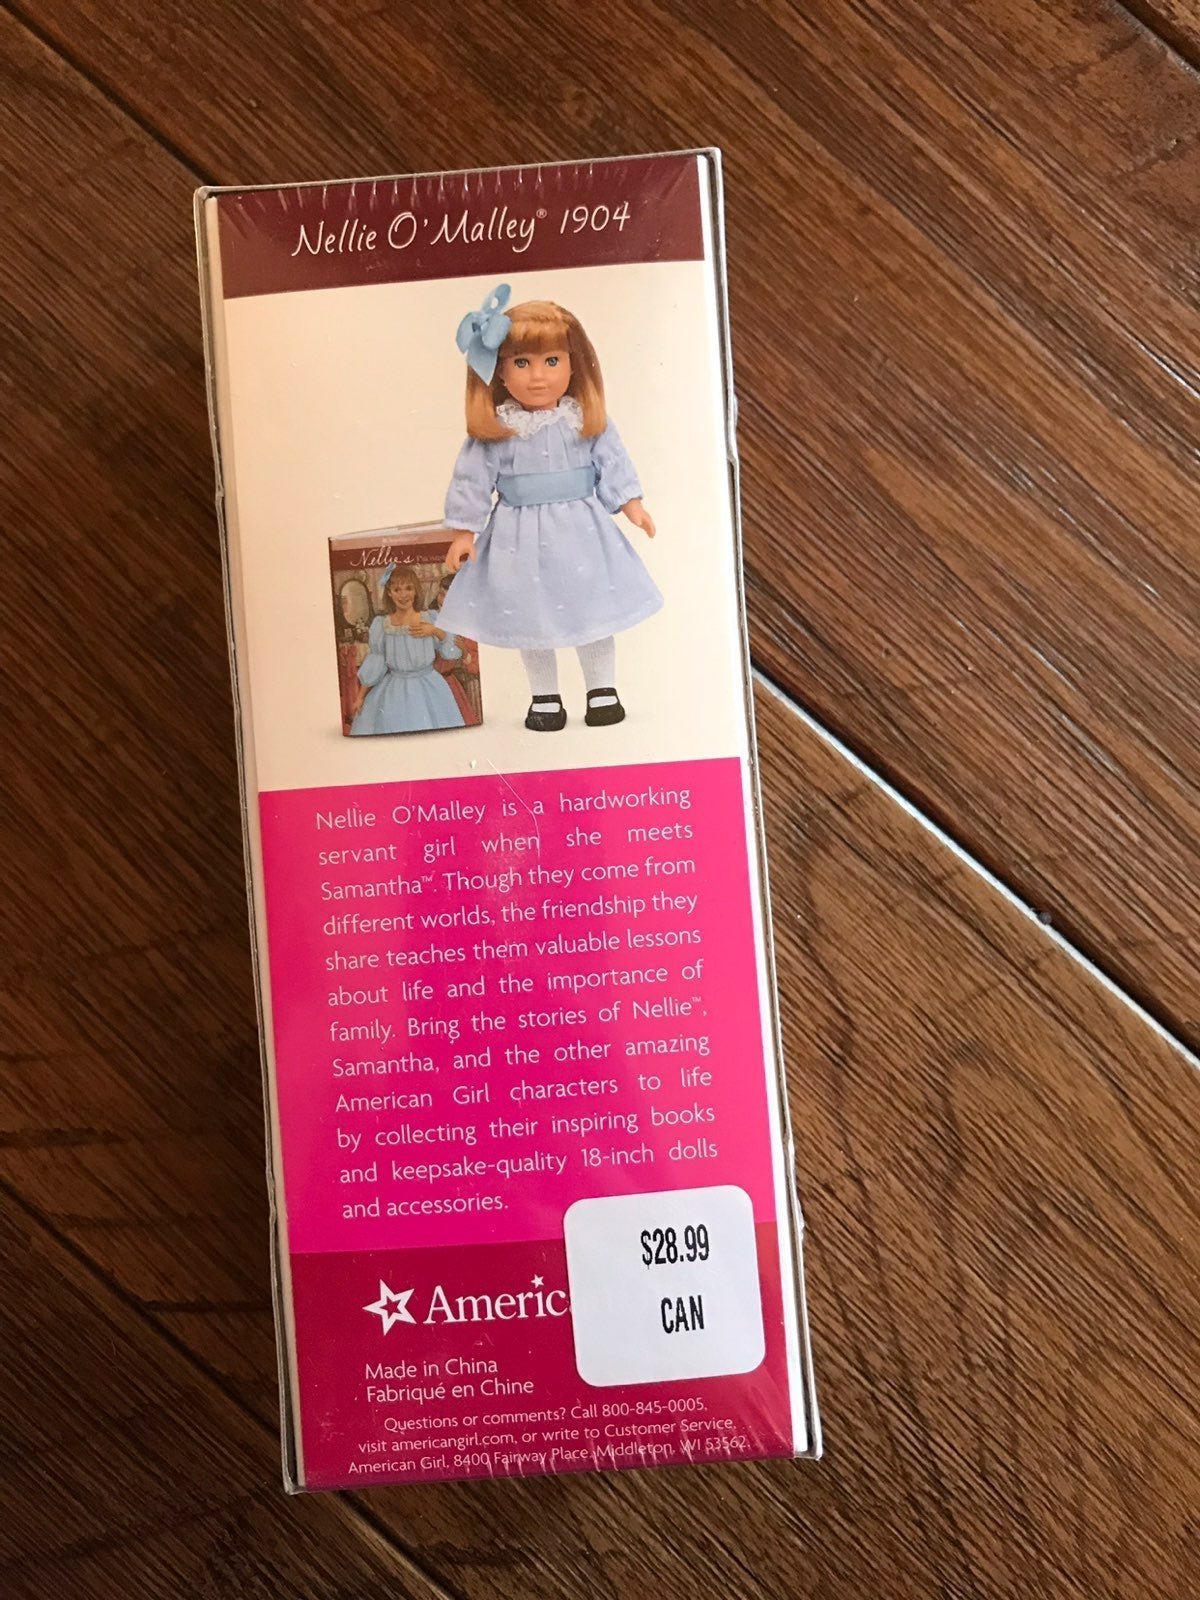 Nellie O'Malley® 1904
Nellie's
Nellie O'Malley is a hardworking
servant girl when she meets
Samantha™. Though they come from
different worlds, the friendship they
share teaches them valuable lessons
about life and the importance of
family. Bring the stories of Nellie™,
Samantha, and the other amazing
American Girl characters to life
by collecting their inspiring books
and keepsake-quality 18-inch dolls
and accessories.
$28.99
CAN
Americ
Made in China
Fabriqué en Chine
Questions or comments? Call 800-845-0005,
visit americangirl.com, or write to Customer Service,
American Girl, 8400 Fairway Place, Middleton, WI 53562.